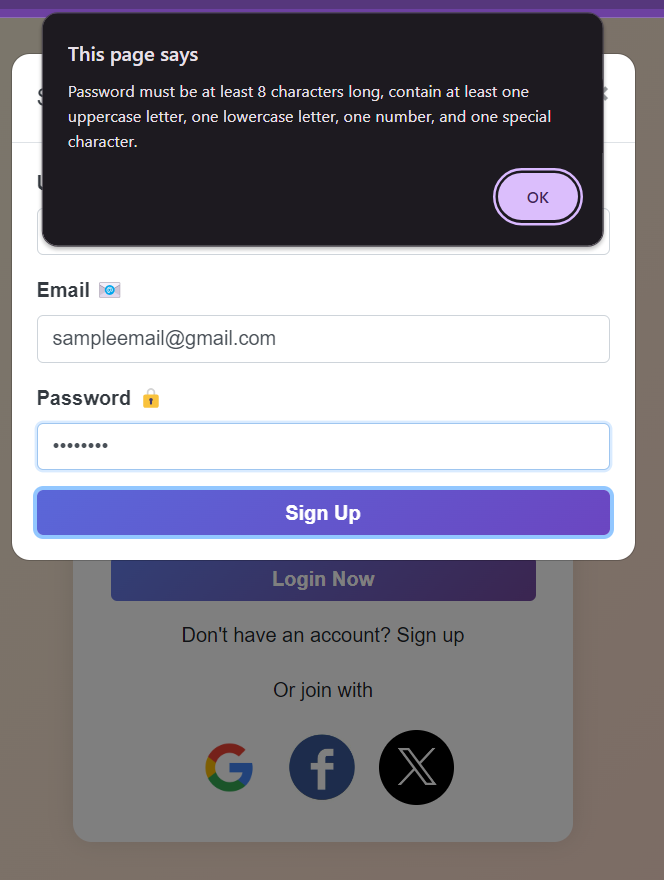 This page says
Password must be at least 8 characters long, contain at least one
uppercase letter, one lowercase letter, one number, and one special
character.
OK
Email
sampleemail@gmail.com
Password
••••••••
Sign Up
Login Now
Don't have an account? Sign up
Or join with